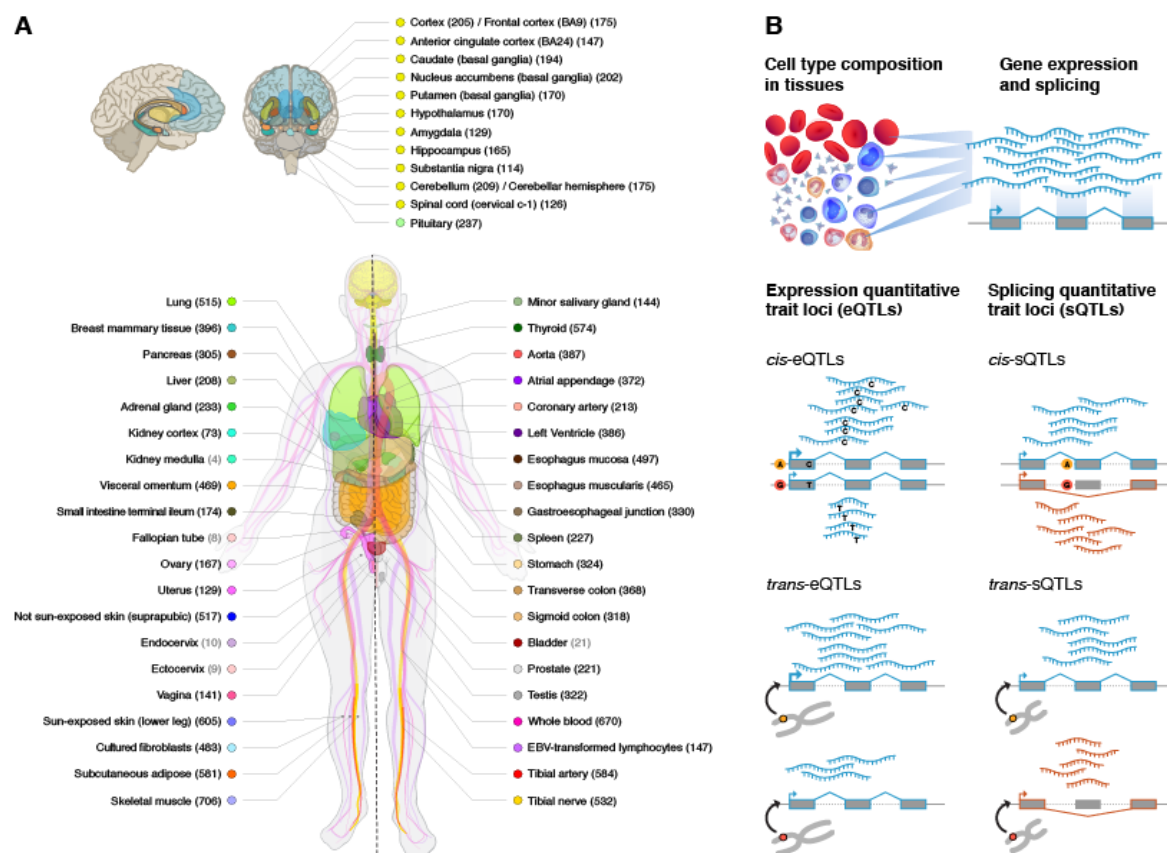 A
Cortex (205) / Frontal cortex (BA9) (175)
Anterior cingulate cortex (BA24) (147)
Caudate (basal ganglia) (194)
Nucleus accumbens (basal ganglia) (202)
Putamen (basal ganglia) (170)
Hypothalamus (170)
Amygdala (129)
Hippocampus (165)
Substantia nigra (114)
Cerebellum (209) / Cerebellar hemisphere (175)
Spinal cord (cervical c-1) (126)
Pituitary (237)
Lung (515)
Breast mammary tissue (396)
Pancreas (305)
Liver (208)
Adrenal gland (233)
Kidney cortex (73)
Kidney medulla (4)
Visceral omentum (469)
Small intestine terminal ileum (174)
Fallopian tube (8)
Ovary (167)
Uterus (129)
Not sun-exposed skin (suprapubic) (517)
Endocervix (10)
Ectocervix (9)
Vagina (141)
Sun-exposed skin (lower leg) (605)
Cultured fibroblasts (483)
Subcutaneous adipose (581)
Skeletal muscle (706)
Minor salivary gland (144)
Thyroid (574)
Aorta (387)
Atrial appendage (372)
Coronary artery (213)
Left Ventricle (386)
Esophagus mucosa (497)
Esophagus muscularis (465)
Gastroesophageal junction (330)
Spleen (227)
Stomach (324)
Transverse colon (368)
Sigmoid colon (318)
Bladder (21)
Prostate (221)
Testis (322)
Whole blood (670)
EBV-transformed lymphocytes (147)
Tibial artery (584)
Tibial nerve (532)
B
Cell type composition
in tissues
Gene expression
and splicing
Expression quantitative
trait loci (eQTLs)
cis-eQTLs
C
C
C
C
C
C
C
A
C
G
T
T
T
T
T
trans-eQTLs
Splicing quantitative
trait loci (sQTLs)
cis-sQTLs
A
G
trans-sQTLs